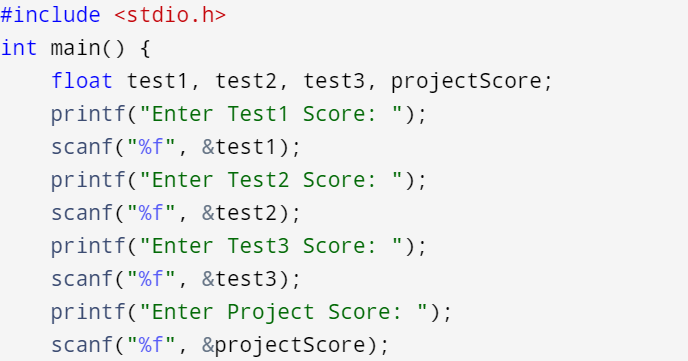 #include <stdio.h>
int main() {
    float test1, test2, test3, projectScore;
    printf("Enter Test1 Score: ");
    scanf("%f", &test1);
    printf("Enter Test2 Score: ");
    scanf("%f", &test2);
    printf("Enter Test3 Score: ");
    scanf("%f", &test3);
    printf("Enter Project Score: ");
    scanf("%f", &projectScore);